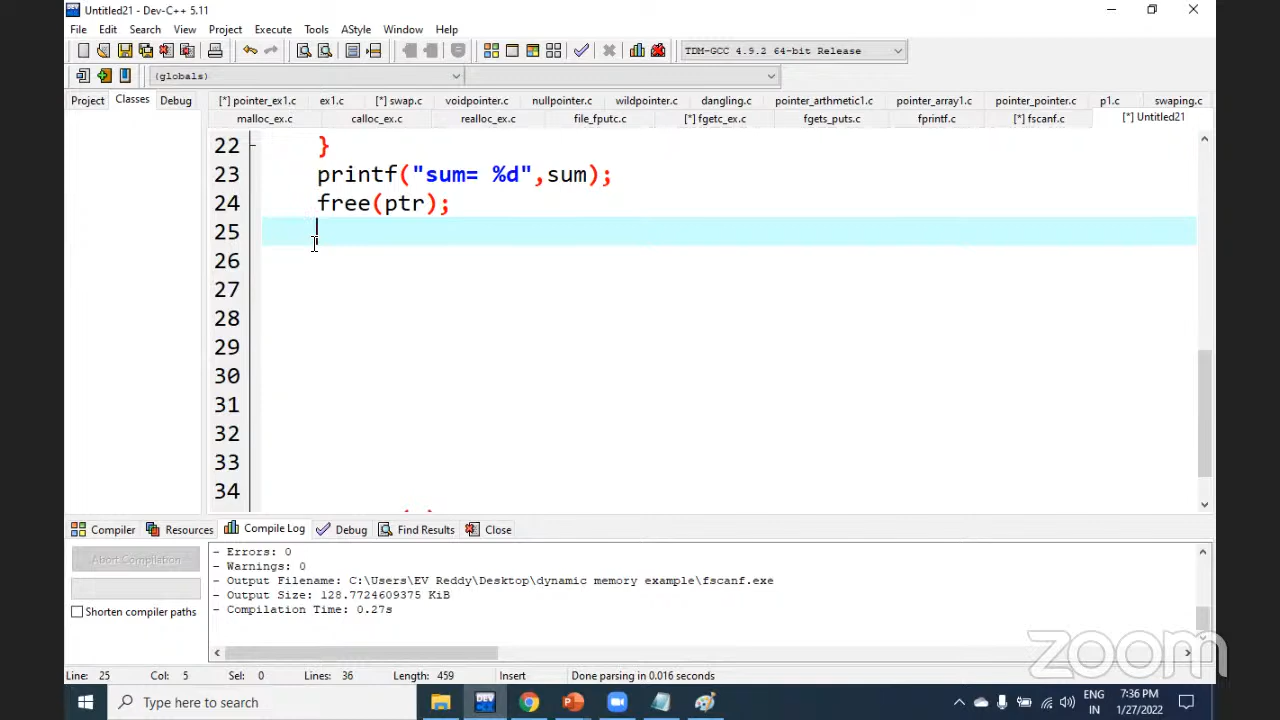 Untitled21 - Dev-C++ 5.11
File Edit Search View Project Execute Tools AStyle Window Help
TDM-GCC 4.9.2 64-bit Release
(globals)
Project Classes Debug
[*] pointer_ex1.c ex1.c [*] swap.c voidpointer.c nullpointer.c wildpointer.c dangling.c pointer_arthmetic1.c pointer_array1.c pointer_pointer.c p1.c swaping.c
malloc_ex.c calloc_ex.c realloc_ex.c file_fputc.c [*] fgetc_ex.c fgets_puts.c fprintf.c [*] fscanf.c [*] Untitled21
22 }
23 printf("sum= %d",sum);
24 free(ptr);
25
26
27
28
29
30
31
32
33
34
Compiler Resources Compile Log Debug Find Results Close
Abort Compilation
Shorten compiler paths
- Errors: 0
- Warnings: 0
- Output Filename: C:\Users\EV Reddy\Desktop\dynamic memory example\fscanf.exe
- Output Size: 128.7724609375 KiB
- Compilation Time: 0.27s
zoom
Line: 25 Col: 5 Sel: 0 Lines: 36 Length: 459 Insert Done parsing in 0.016 seconds
Type here to search
DEV
ENG
IN
7:36 PM
1/27/2022